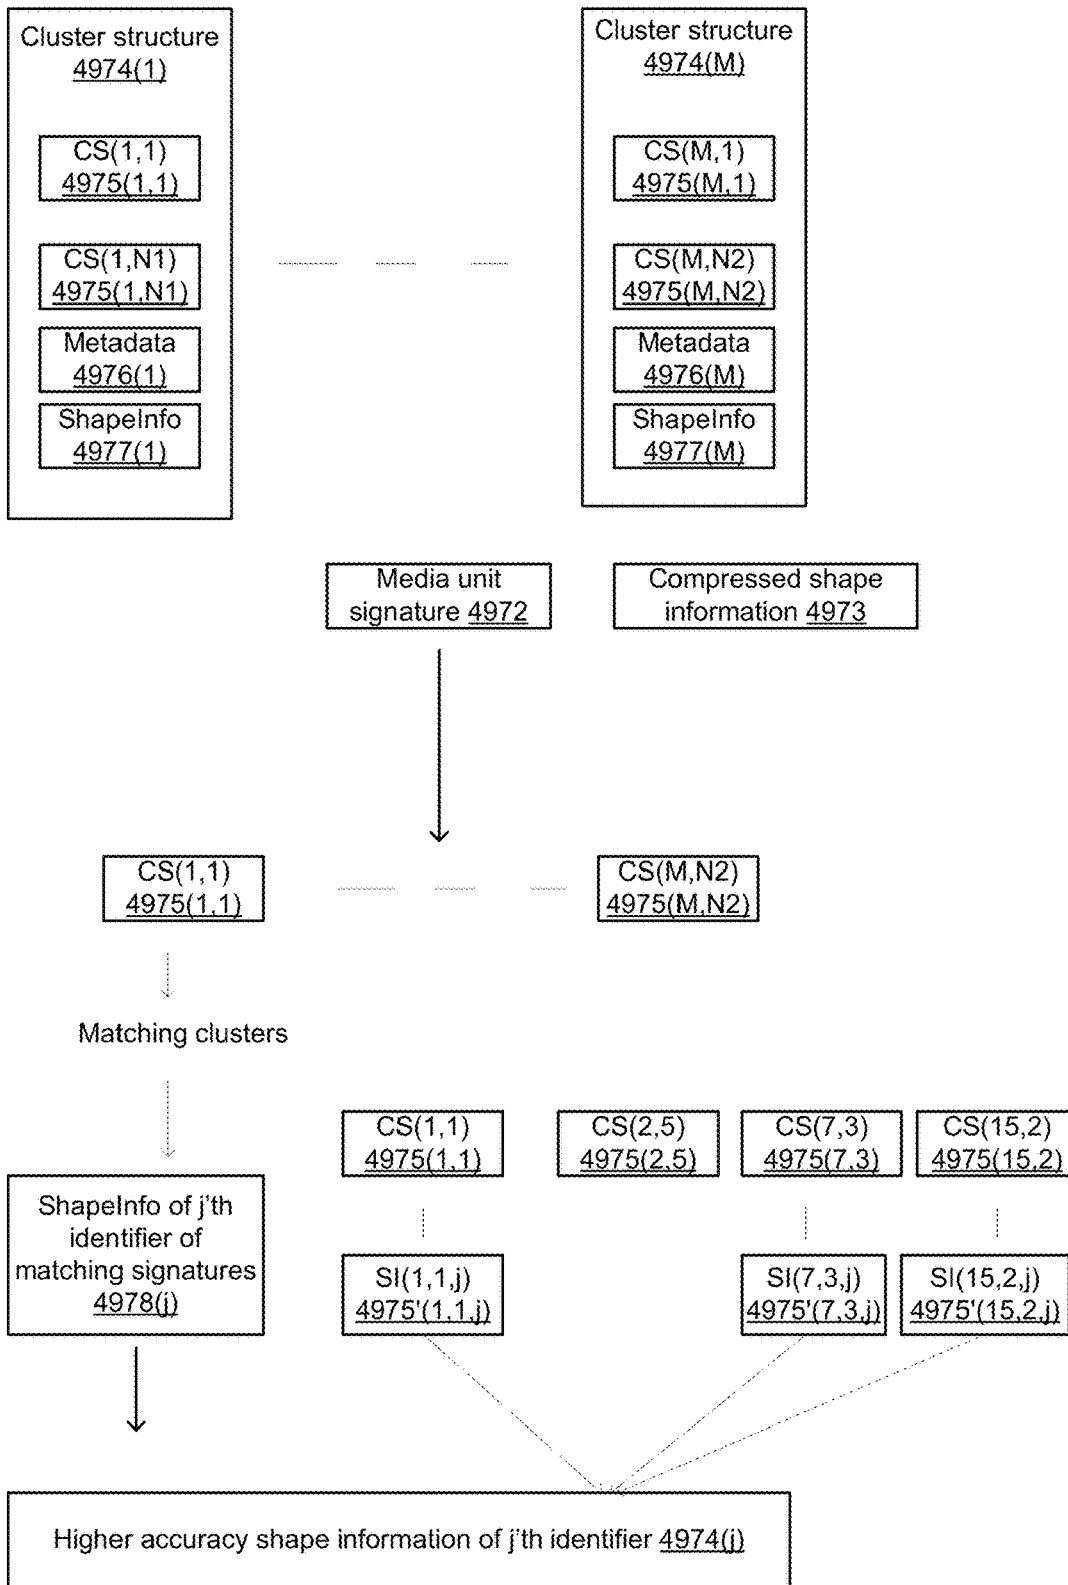 Cluster structure
4974(1)
CS(1,1)
4975(1,1)
CS(1,N1)
4975(1,N1)
Metadata
4976(1)
ShapeInfo
4977(1)
Cluster structure
4974(M)
CS(M,1)
4975(M,1)
CS(M,N2)
4975(M,N2)
Metadata
4976(M)
ShapeInfo
4977(M)
Media unit
signature 4972
Compressed shape
information 4973
CS(1,1)
4975(1,1)
CS(M,N2)
4975(M,N2)
Matching clusters
CS(1,1)
4975(1,1)
CS(2,5)
4975(2,5)
CS(7,3)
4975(7,3)
CS(15,2)
4975(15,2)
ShapeInfo of j'th
identifier of
matching signatures
4978(j)
SI(1,1,j)
4975'(1,1,j)
SI(7,3,j)
4975'(7,3,j)
SI(15,2,j)
4975'(15,2,j)
Higher accuracy shape information of j'th identifier 4974(j)